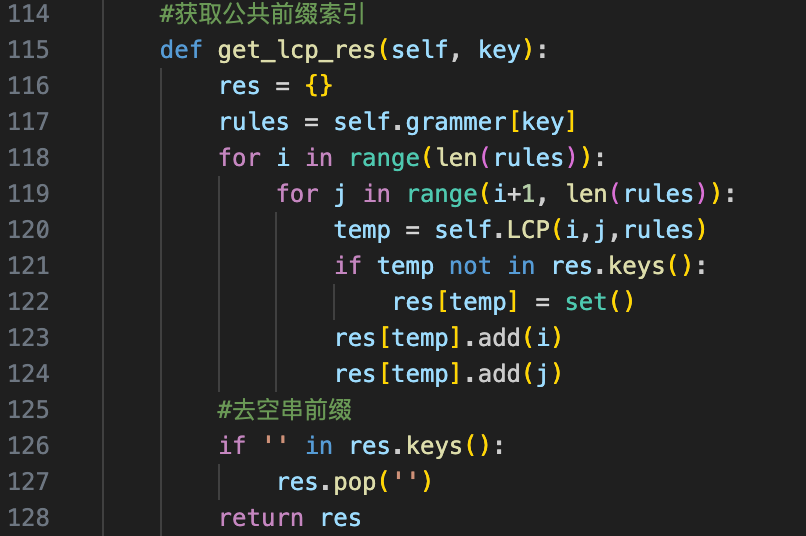 114 #获取公共前缀索引
115 def get_lcp_res(self, key):
116 res = {}
117 rules = self.grammer[key]
118 for i in range(len(rules)):
119 for j in range(i+1, len(rules)):
120 temp = self.LCP(i,j,rules)
121 if temp not in res.keys():
122 res[temp] = set()
123 res[temp].add(i)
124 res[temp].add(j)
125 #去空串前缀
126 if '' in res.keys():
127 res.pop('')
128 return res